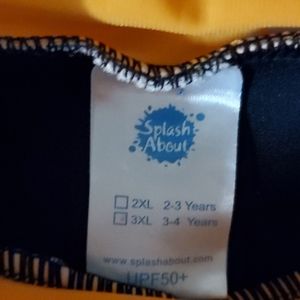 Splash
About
2XL 2-3 Years
3XL 3-4 Years
www.splashabout.com
UPF50+